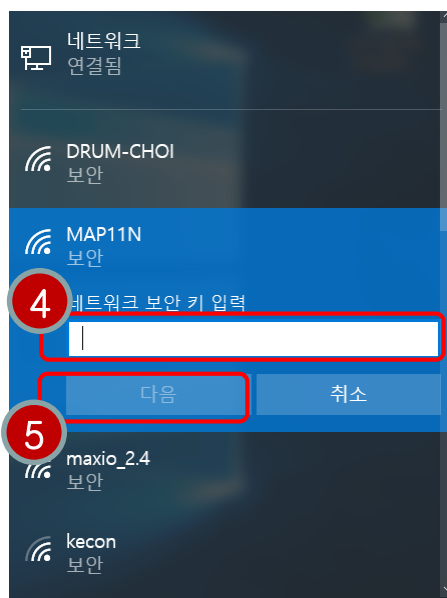 네트워크
연결됨
DRUM-CHOI
보안
MAP11N
보안
4
네트워크 보안 키 입력
다음
취소
5
maxio_2.4
보안
kecon
보안